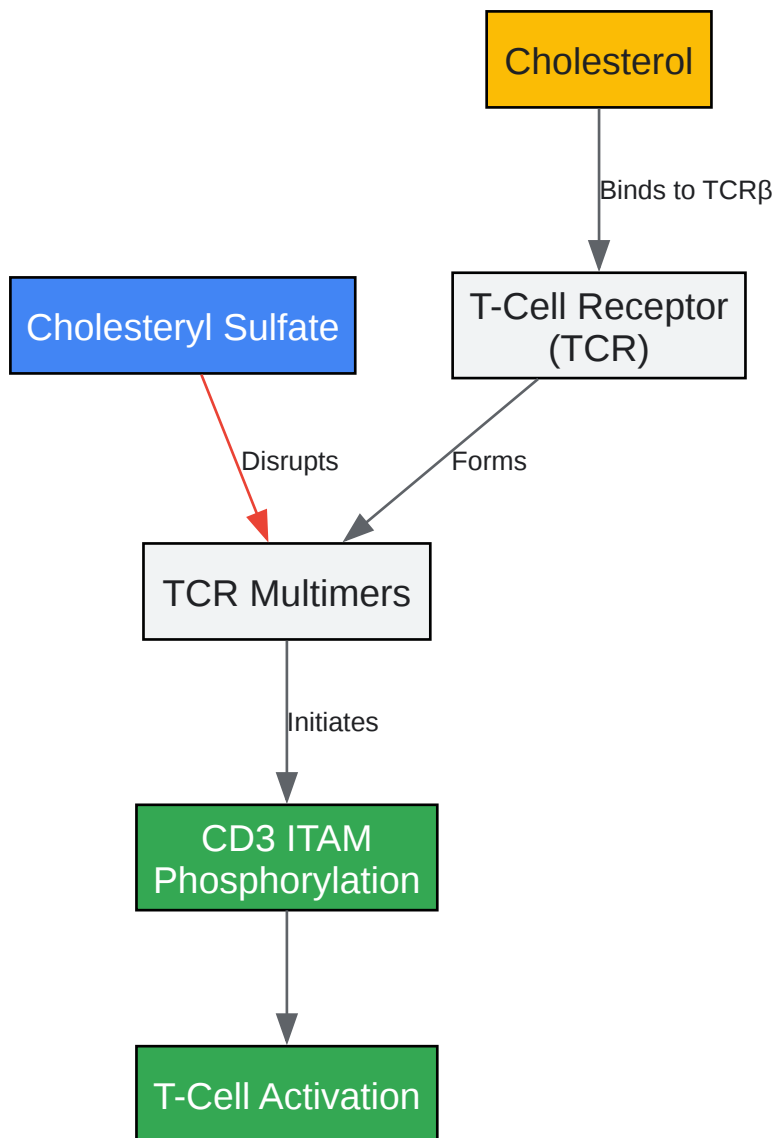 Cholesterol
Binds to TCRβ
Cholesteryl Sulfate
T-Cell Receptor
(TCR)
Disrupts
Forms
TCR Multimers
Initiates
CD3 ITAM
Phosphorylation
T-Cell Activation